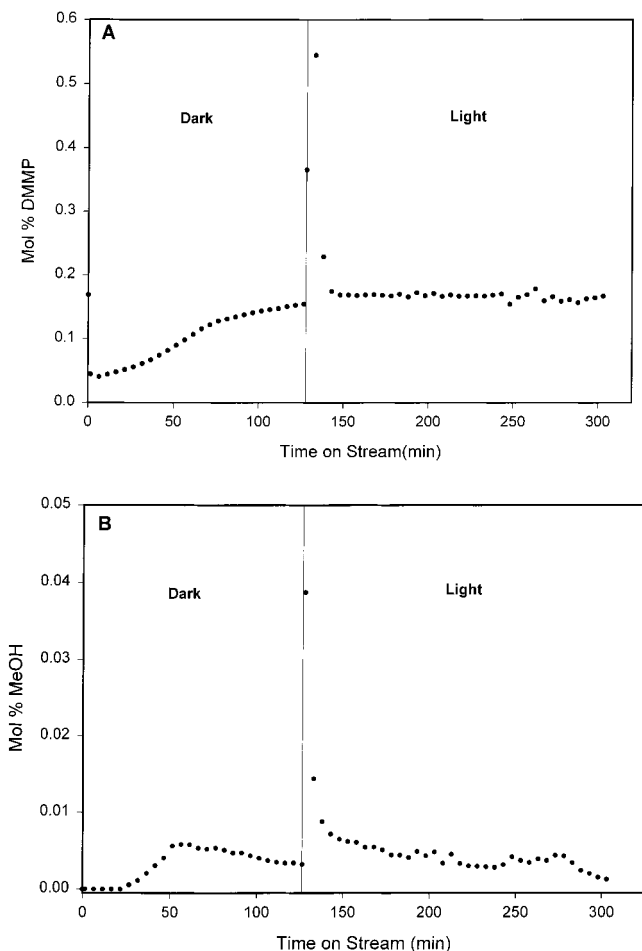 A
Dark
Light
Mol % DMMP
0.6
0.5
0.4
0.3
0.2
0.1
0.0
0
50
100
150
200
250
300
Time on Stream(min)
B
Dark
Light
Mol % MeOH
0.05
0.04
0.03
0.02
0.01
0.00
0
50
100
150
200
250
300
Time on Stream (min)